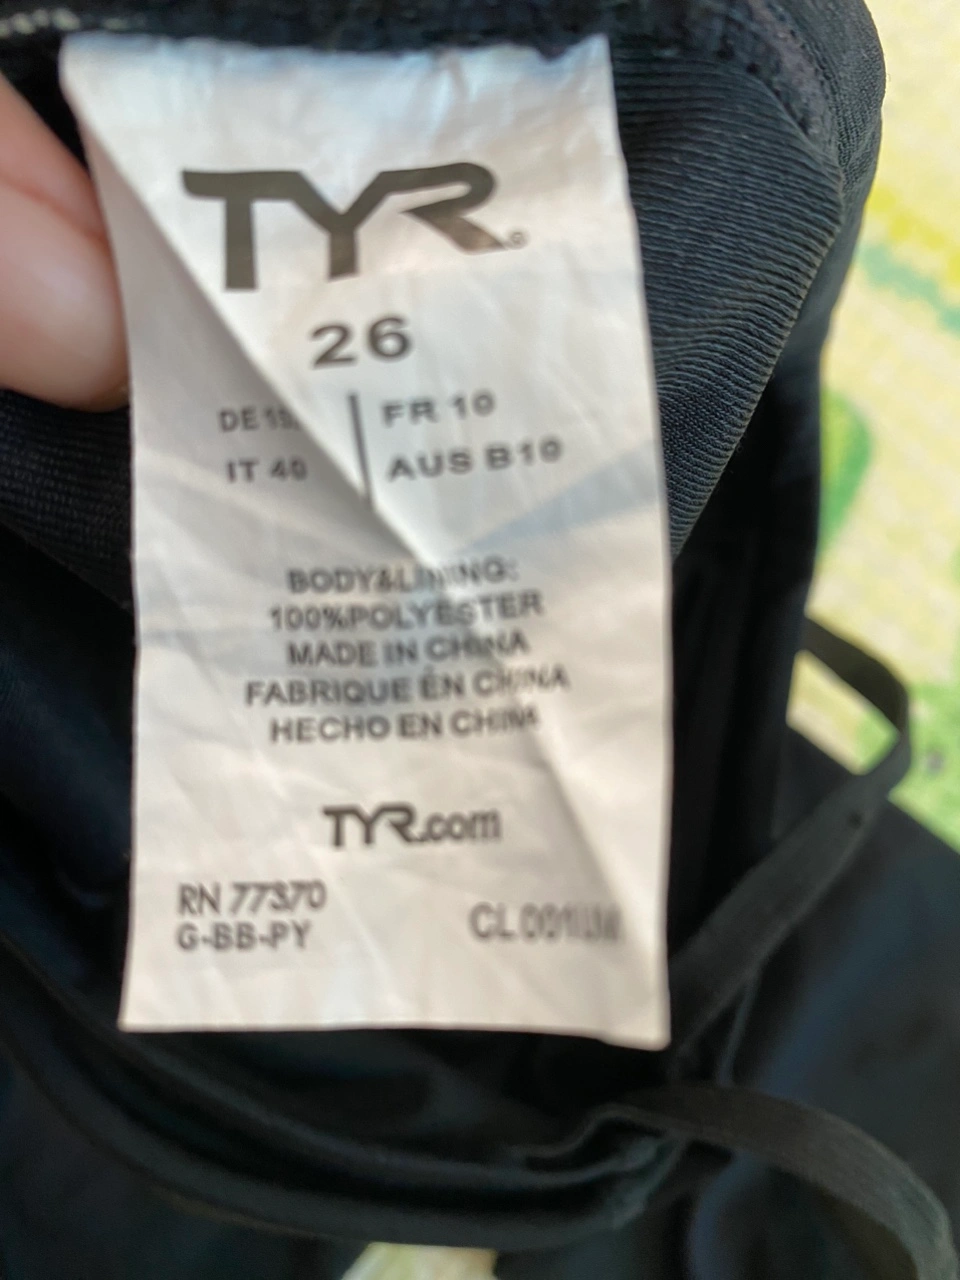 TYR
26
DE FR 10
IT 40 AUS B10
BODY&LINING:
100%POLYESTER
MADE IN CHINA
FABRIQUE EN CHINA
HECHO EN CHINA
TYR.com
RN 77370
G-BB-PY